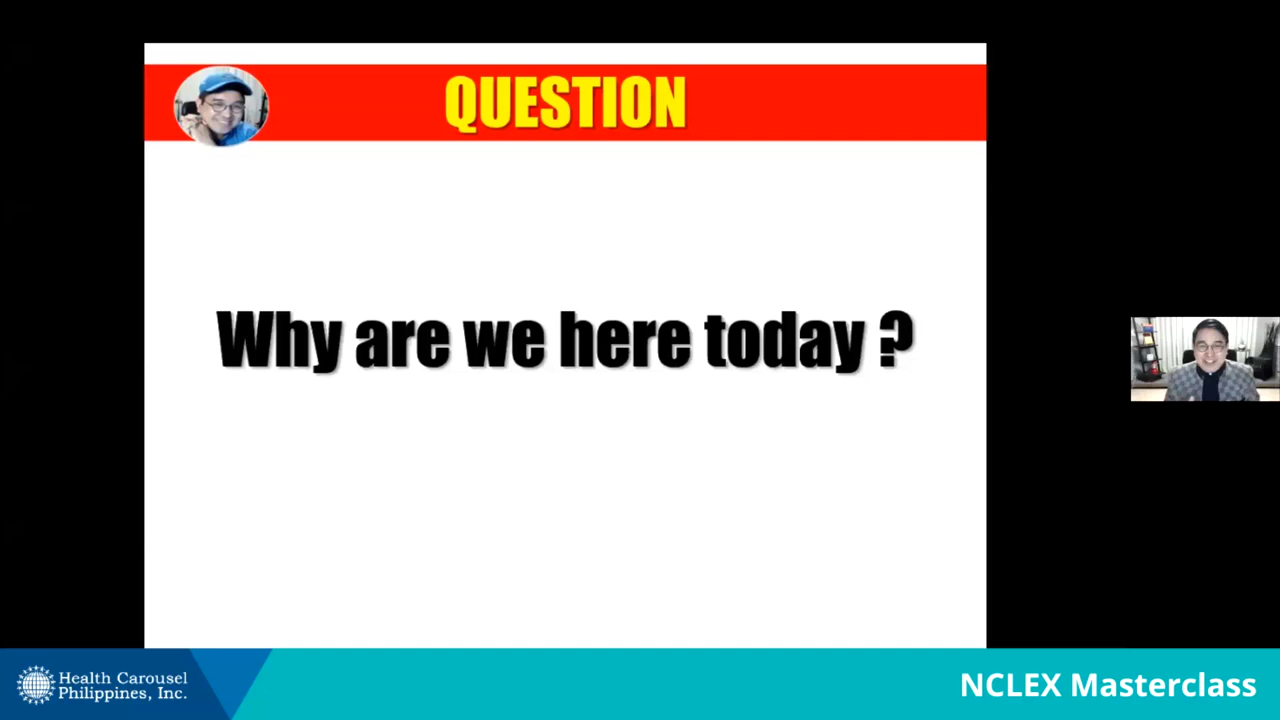 QUESTION
Why are we here today ?
Health Carousel
Philippines, Inc.
NCLEX Masterclass